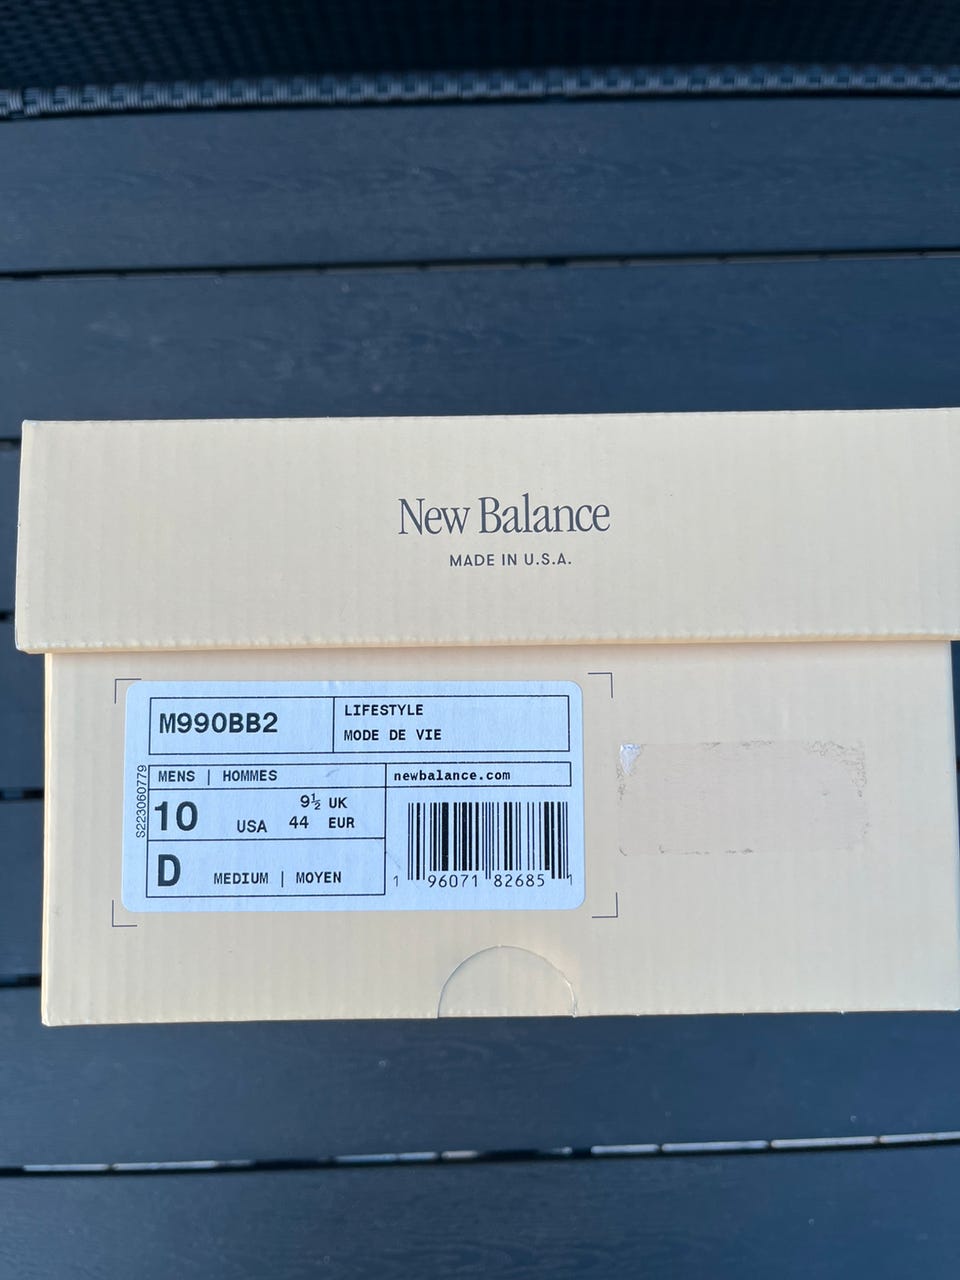 New Balance
MADE IN U.S.A.
M990BB2
LIFESTYLE
MODE DE VIE
S223060779
MENS | HOMMES
newbalance.com
10 USA 9½ UK
44 EUR
D MEDIUM | MOYEN
1 96071 82685 1